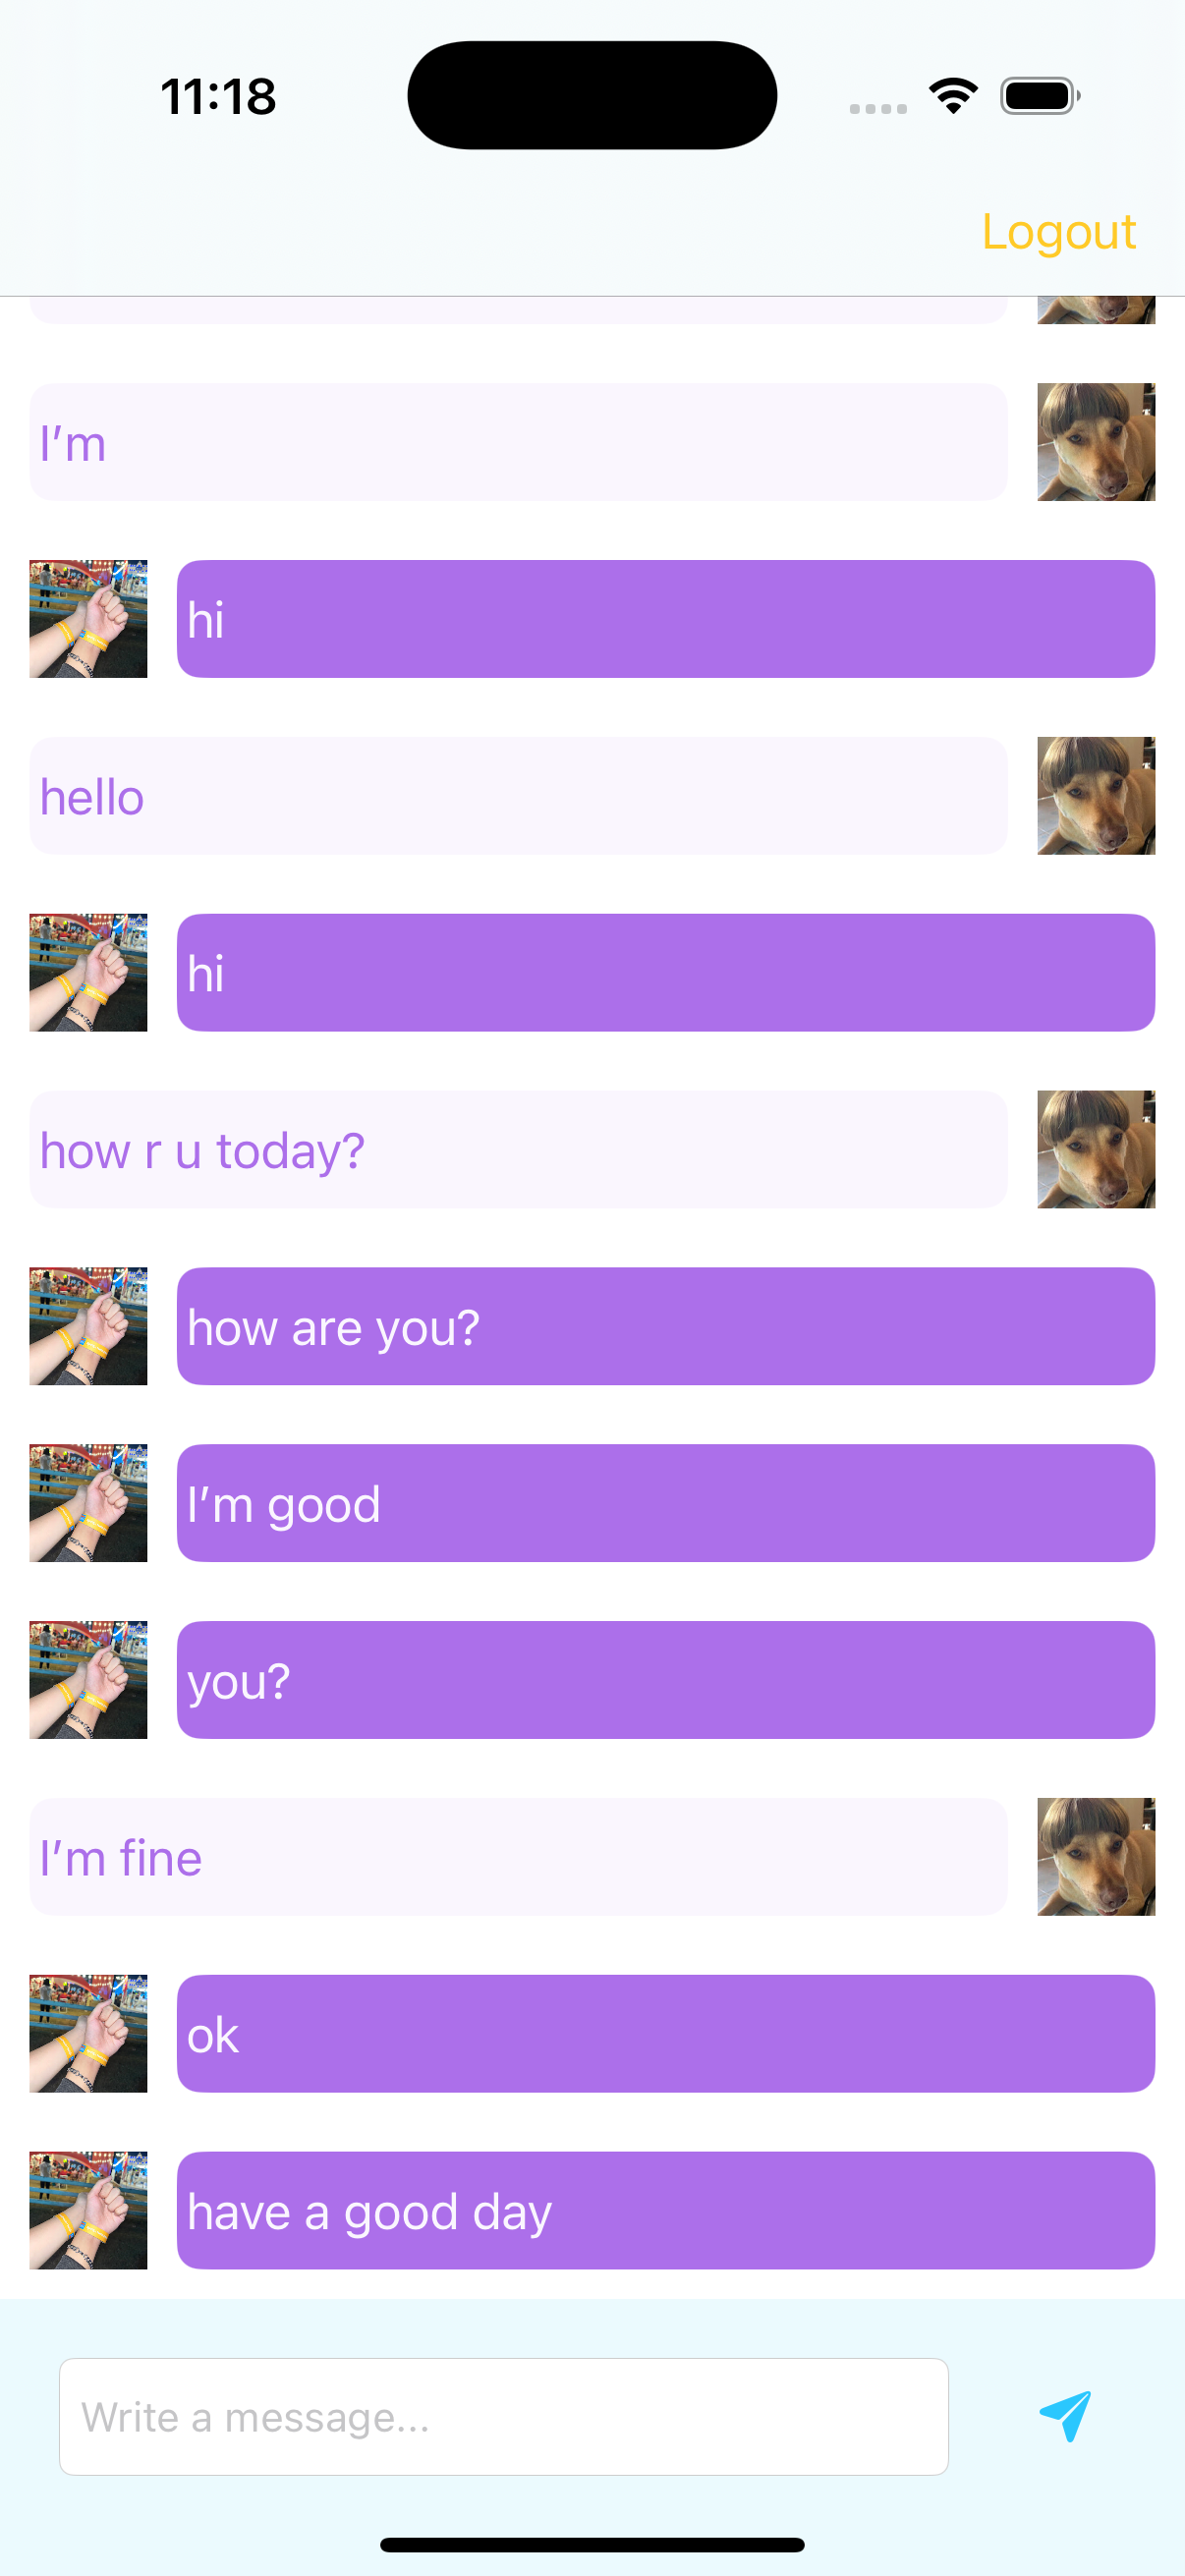 11:18
Logout
I’m
hi
hello
hi
how r u today?
how are you?
I’m good
you?
I’m fine
ok
have a good day
Write a message...